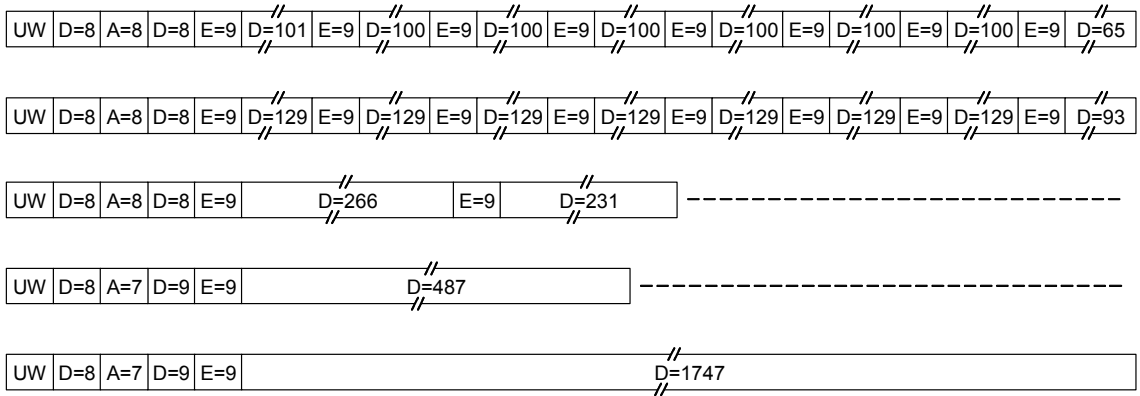 UW D=8 A=8 D=8 E=9 D=101 E=9 D=100 E=9 D=100 E=9 D=100 E=9 D=100 E=9 D=100 E=9 D=100 E=9 D=65
UW D=8 A=8 D=8 E=9 D=129 E=9 D=129 E=9 D=129 E=9 D=129 E=9 D=129 E=9 D=129 E=9 D=129 E=9 D=93
UW D=8 A=8 D=8 E=9 D=266 E=9 D=231
UW D=8 A=7 D=9 E=9 D=487
UW D=8 A=7 D=9 E=9 D=1747